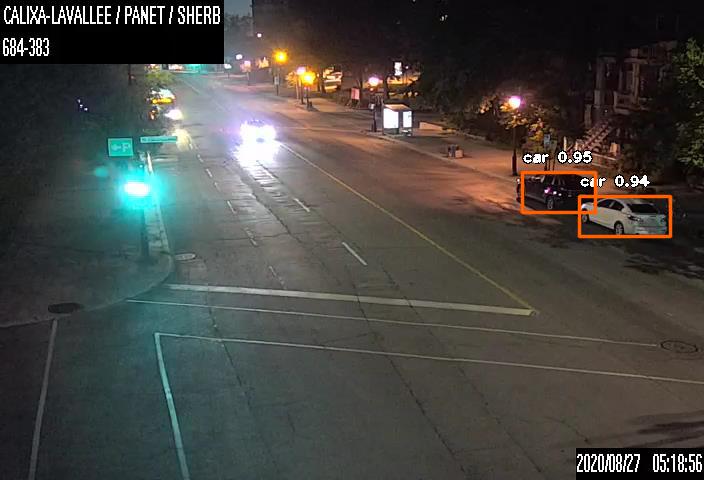 CALIXA-LAVALLEE / PANET / SHERB
684-383
P
car 0.95
car 0.94
2020/08/27 05:18:56